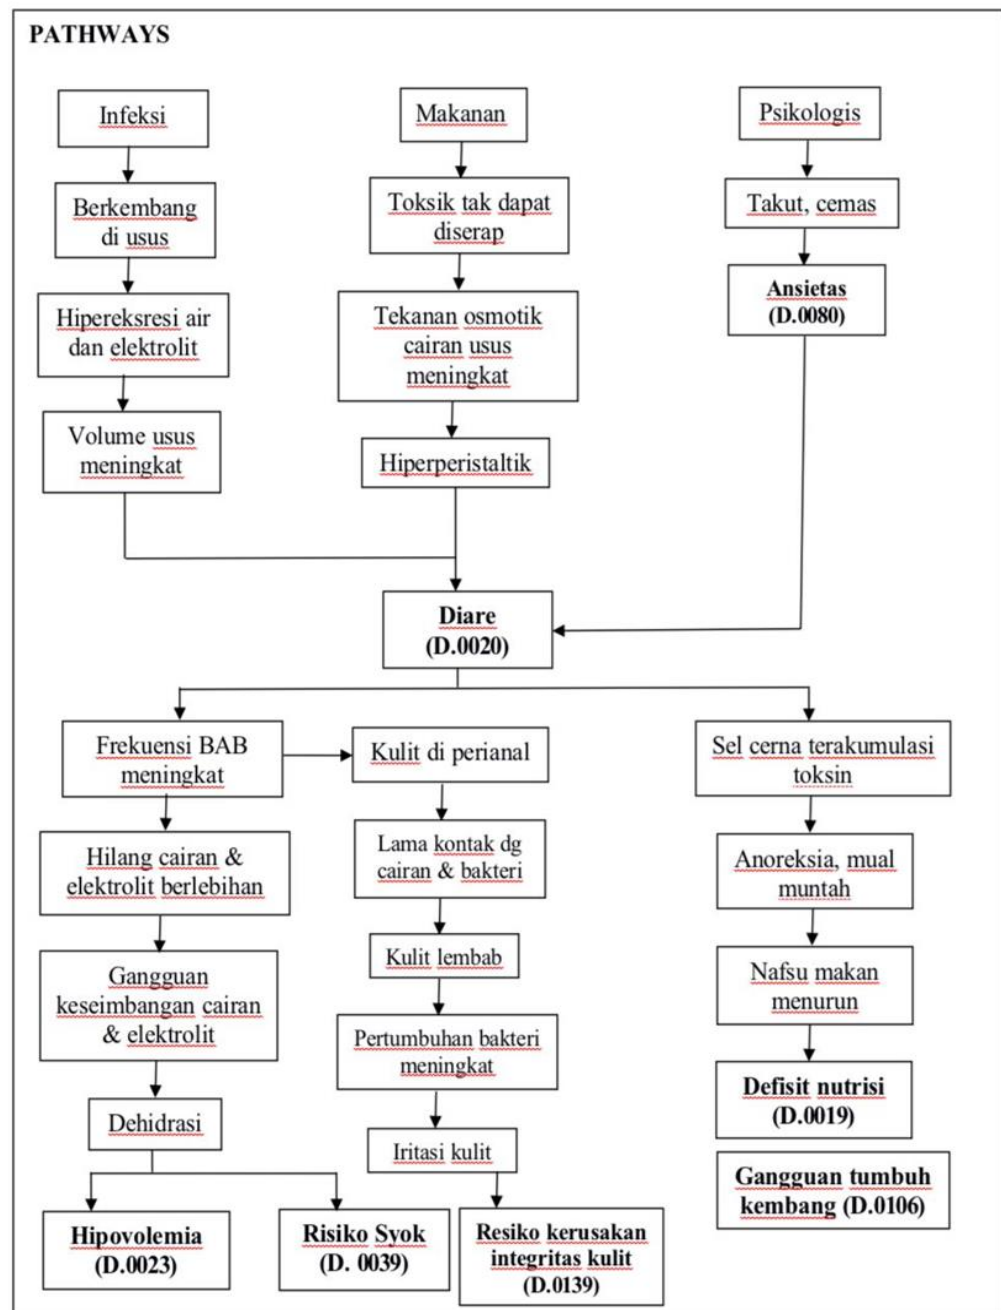 PATHWAYS
Infeksi
Berkembang
di usus
Hipereksresi air
dan elektrolit
Volume usus
meningkat
Makanan
Toksik tak dapat
diserap
Tekanan osmotik
cairan usus
meningkat
Hiperperistaltik
Psikologis
Takut, cemas
Ansietas
(D.0080)
Diare
(D.0020)
Frekuensi BAB
meningkat
Hilang cairan &
elektrolit berlebihan
Gangguan
keseimbangan cairan
& elektrolit
Dehidrasi
Hipovolemia
(D.0023)
Risiko Syok
(D. 0039)
Kulit di perianal
Lama kontak dg
cairan & bakteri
Kulit lembab
Pertumbuhan bakteri
meningkat
Iritasi kulit
Resiko kerusakan
integritas kulit
(D.0139)
Sel cerna terakumulasi
toksin
Anoreksia, mual
muntah
Nafsu makan
menurun
Defisit nutrisi
(D.0019)
Gangguan tumbuh
kembang (D.0106)